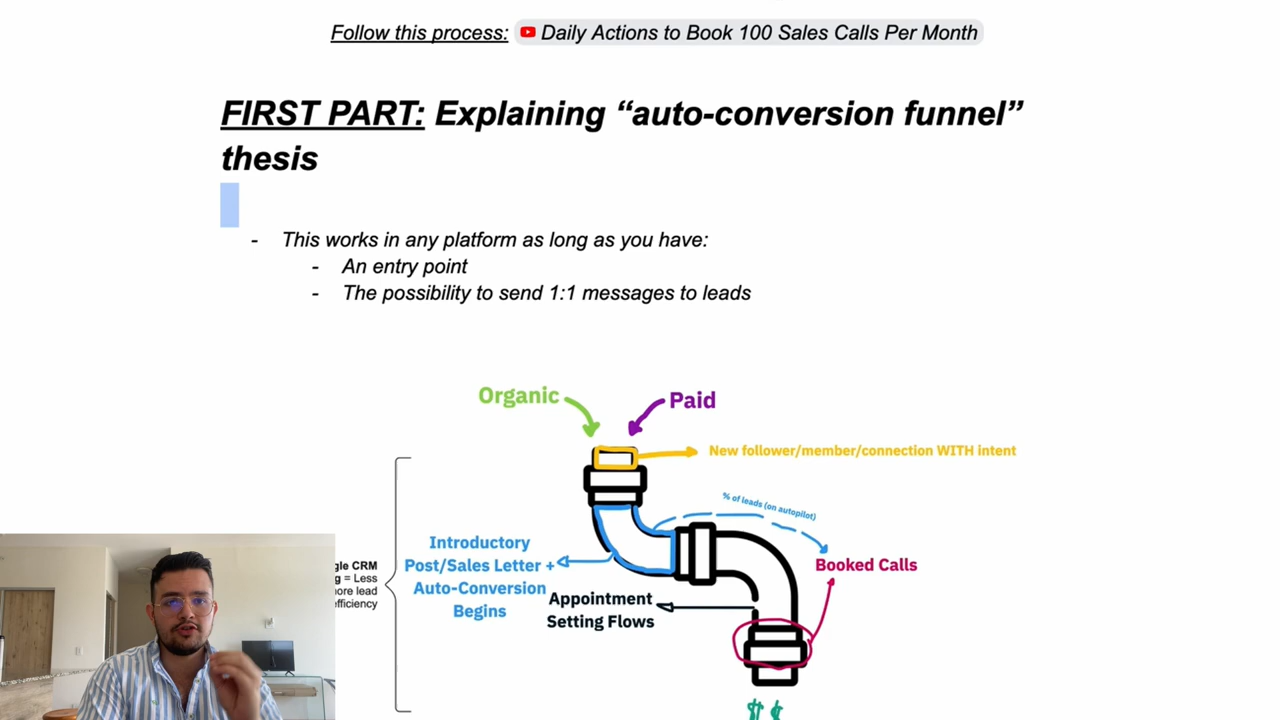 Follow this process: Daily Actions to Book 100 Sales Calls Per Month
FIRST PART: Explaining “auto-conversion funnel”
thesis
- This works in any platform as long as you have:
- An entry point
- The possibility to send 1:1 messages to leads
Organic
Paid
New follower/member/connection WITH intent
% of leads (on autopilot)
Introductory
Post/Sales Letter +
Auto-Conversion
Begins
Booked Calls
Appointment
Setting Flows
CRM
= Less
lead
$ $